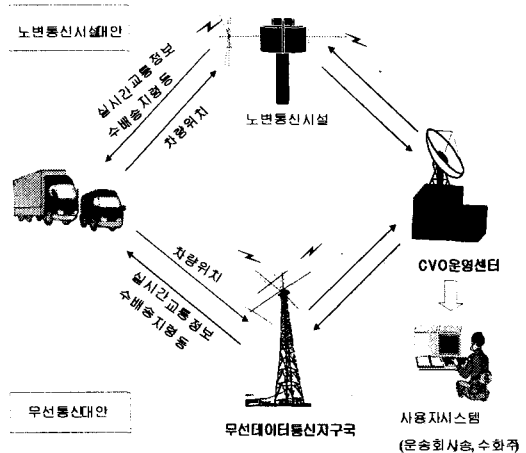 노변통신시설대안
실시간교통정보
수배송지령 등
차량위치
노변통신시설
CVO운영센터
차량위치
실시간교통정보
수배송지령 등
무선통신대안
무선데이터통신지구국
사용자시스템
(운송회사,송, 수화주)